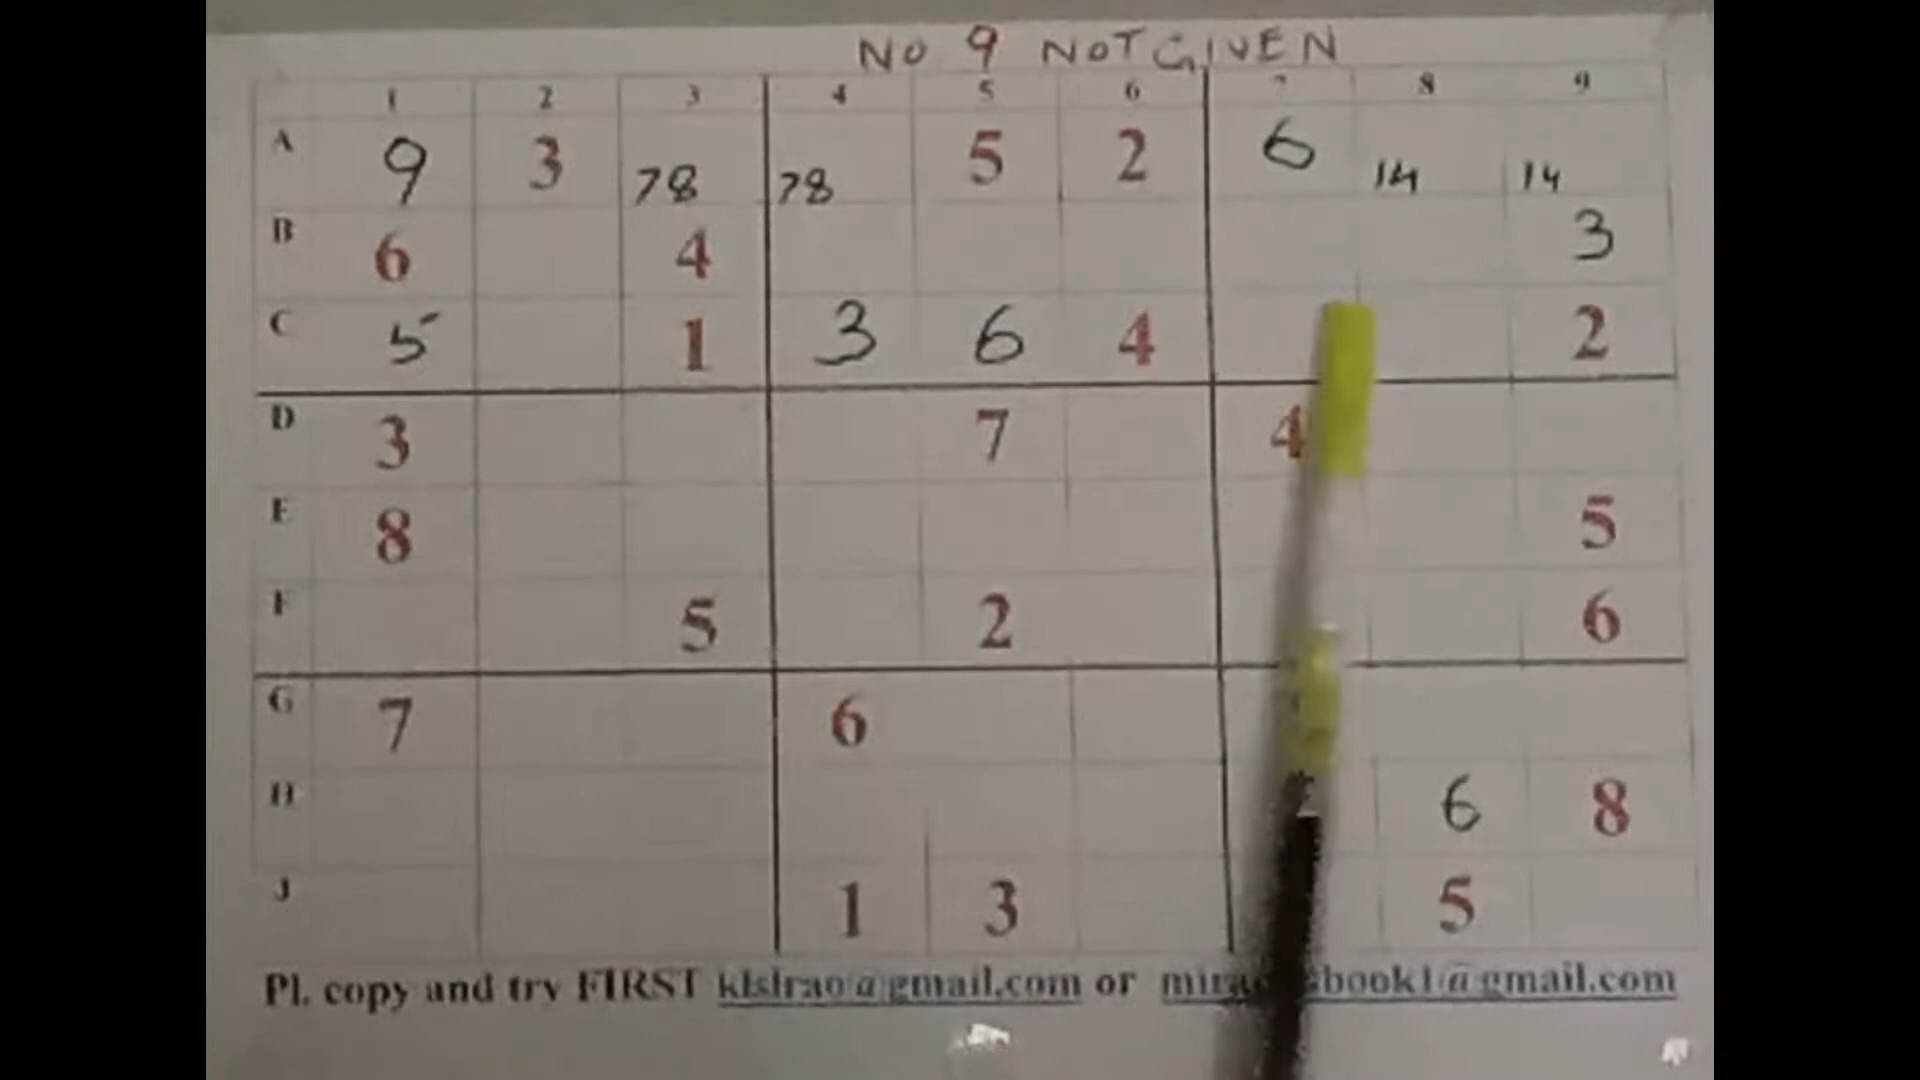 NO 9 NOT GIVEN
1 2 3 4 5 6 7 8 9
A 9 3 78 78 5 2 6 14 14
B 6 4 3
C 5 1 3 6 4 2
D 3 7 4
E 8 5
F 5 2 6
G 7 6
H 6 8
J 1 3 5
Pl. copy and try FIRST klslrao@gmail.com or